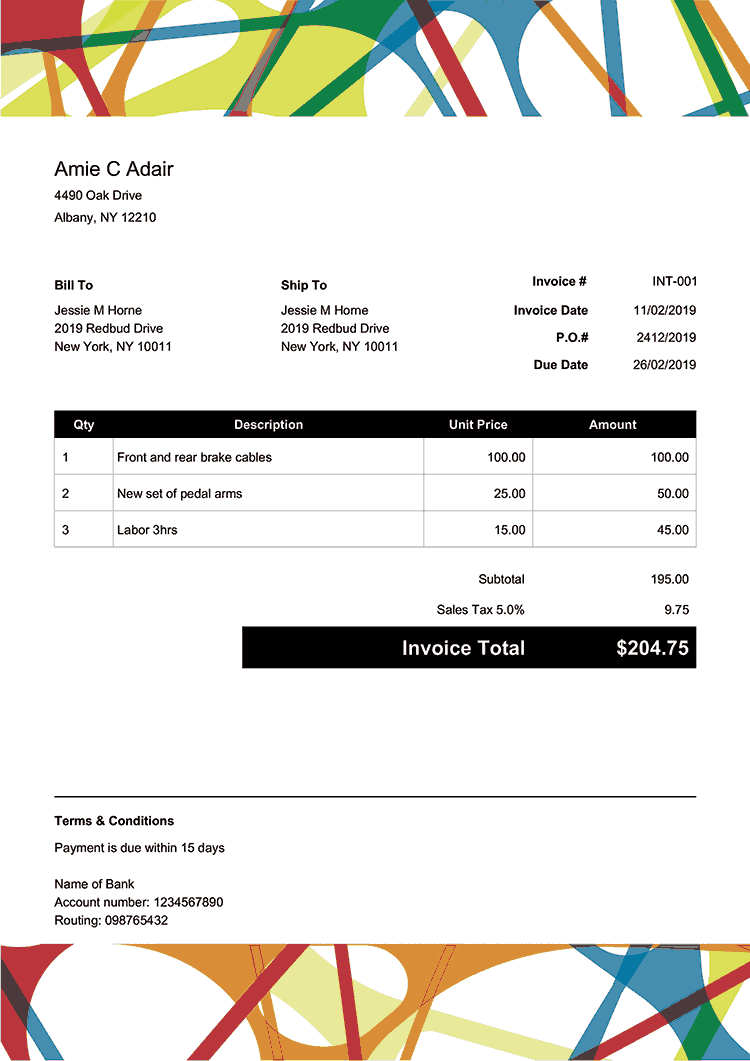 Amie C Adair
4490 Oak Drive
Albany, NY 12210
Bill To
Jessie M Horne
2019 Redbud Drive
New York, NY 10011
Ship To
Jessie M Horne
2019 Redbud Drive
New York, NY 10011
Invoice # INT-001
Invoice Date 11/02/2019
P.O.# 2412/2019
Due Date 26/02/2019
Qty Description Unit Price Amount
1 Front and rear brake cables 100.00 100.00
2 New set of pedal arms 25.00 50.00
3 Labor 3hrs 15.00 45.00
Subtotal 195.00
Sales Tax 5.0% 9.75
Invoice Total $204.75
Terms & Conditions
Payment is due within 15 days
Name of Bank
Account number: 1234567890
Routing: 098765432